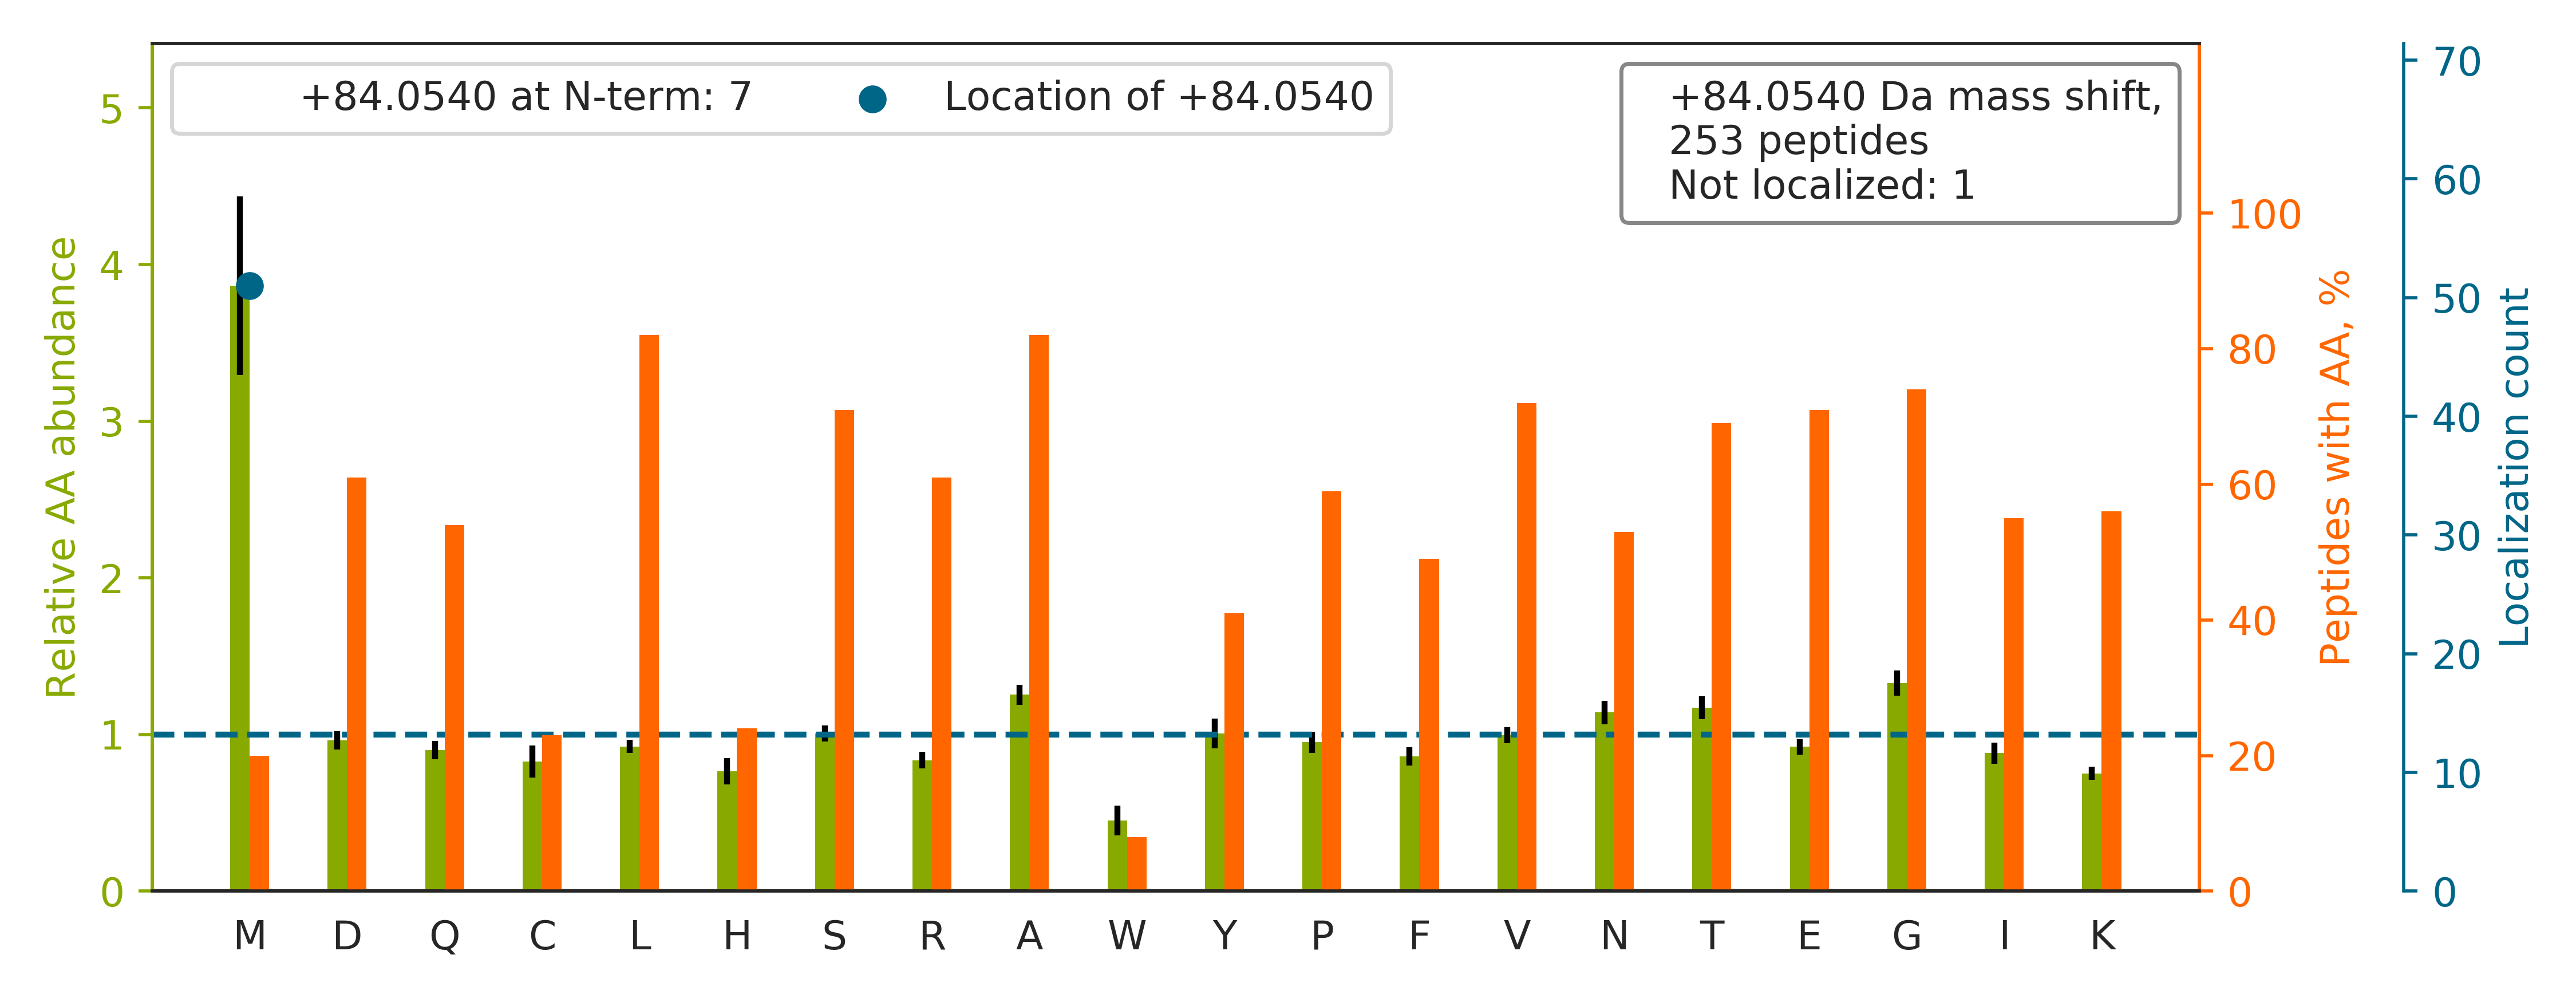 +84.0540 at N-term: 7
Location of +84.0540
+84.0540 Da mass shift,
253 peptides
Not localized: 1
Relative AA abundance
5
4
3
2
1
0
Peptides with AA, %
100
80
60
40
20
0
Localization count
70
60
50
40
30
20
10
0
M D Q C L H S R A W Y P F V N T E G I K